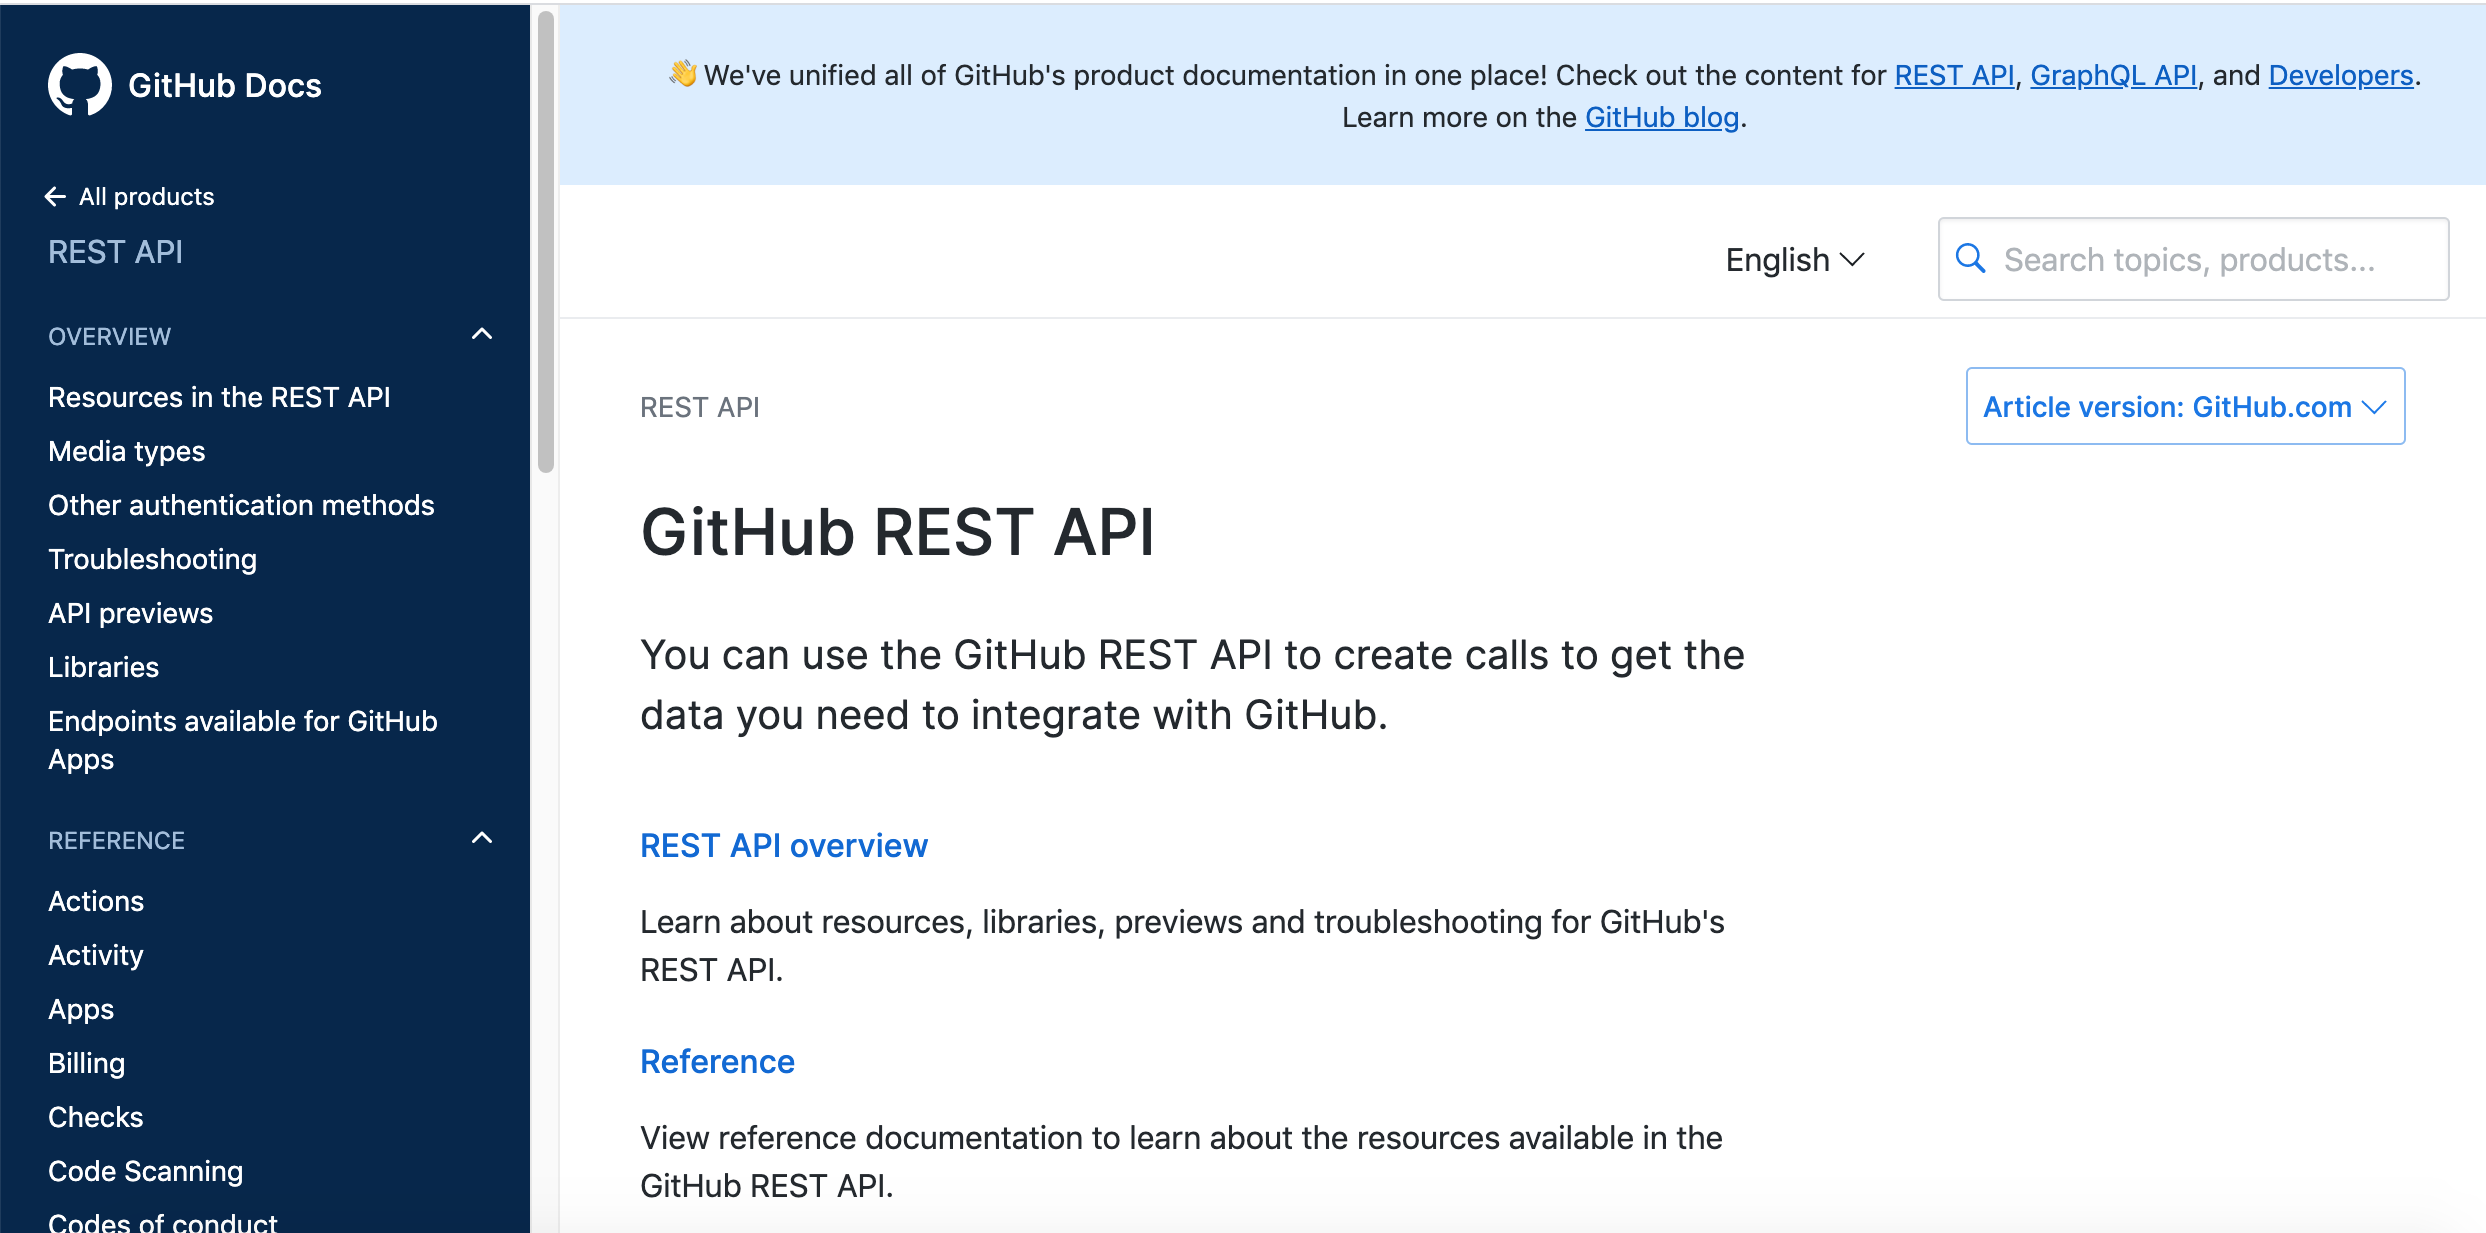 GitHub Docs
All products
REST API
OVERVIEW
Resources in the REST API
Media types
Other authentication methods
Troubleshooting
API previews
Libraries
Endpoints available for GitHub
Apps
REFERENCE
Actions
Activity
Apps
Billing
Checks
Code Scanning
Codes of conduct
👋 We've unified all of GitHub's product documentation in one place! Check out the content for REST API, GraphQL API, and Developers.
Learn more on the GitHub blog.
English
Search topics, products...
REST API
Article version: GitHub.com
GitHub REST API
You can use the GitHub REST API to create calls to get the
data you need to integrate with GitHub.
REST API overview
Learn about resources, libraries, previews and troubleshooting for GitHub's
REST API.
Reference
View reference documentation to learn about the resources available in the
GitHub REST API.